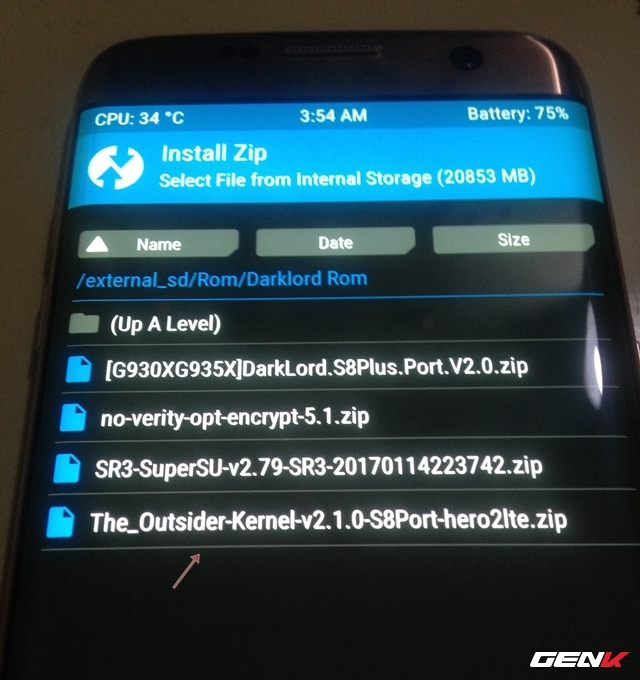 CPU: 34 °C 3:54 AM Battery: 75%
Install Zip
Select File from Internal Storage (20853 MB)
Name Date Size
/external_sd/Rom/Darklord Rom
(Up A Level)
[G930XG935X]DarkLord.S8Plus.Port.V2.0.zip
no-verity-opt-encrypt-5.1.zip
SR3-SuperSU-v2.79-SR3-20170114223742.zip
The_Outsider-Kernel-v2.1.0-S8Port-hero2lte.zip
GENK